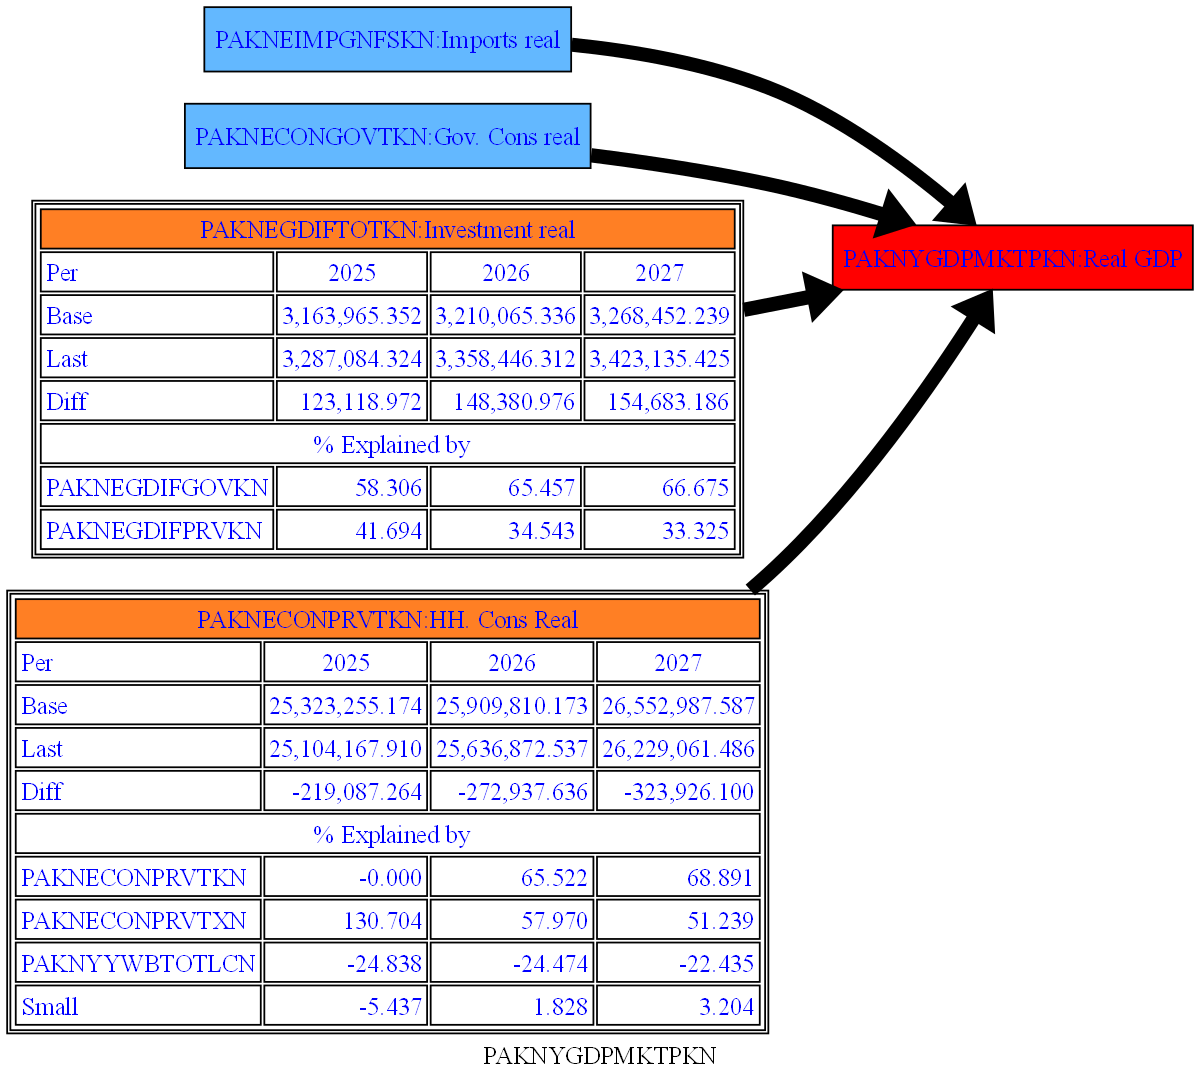 PAKNEIMPGNFSKN:Imports real
PAKNECONGOVTKN:Gov. Cons real
PAKNEGDIFTOTKN:Investment real
Per 2025 2026 2027
Base 3,163,965.352 3,210,065.336 3,268,452.239
Last 3,287,084.324 3,358,446.312 3,423,135.425
Diff 123,118.972 148,380.976 154,683.186
% Explained by
PAKNEGDIFGOVKN 58.306 65.457 66.675
PAKNEGDIFPRVKN 41.694 34.543 33.325
PAKNYGDPMKTPKN:Real GDP
PAKNECONPRVTKN:HH. Cons Real
Per 2025 2026 2027
Base 25,323,255.174 25,909,810.173 26,552,987.587
Last 25,104,167.910 25,636,872.537 26,229,061.486
Diff -219,087.264 -272,937.636 -323,926.100
% Explained by
PAKNECONPRVTKN -0.000 65.522 68.891
PAKNECONPRVTXN 130.704 57.970 51.239
PAKNYYWBTOTLCN -24.838 -24.474 -22.435
Small -5.437 1.828 3.204
PAKNYGDPMKTPKN